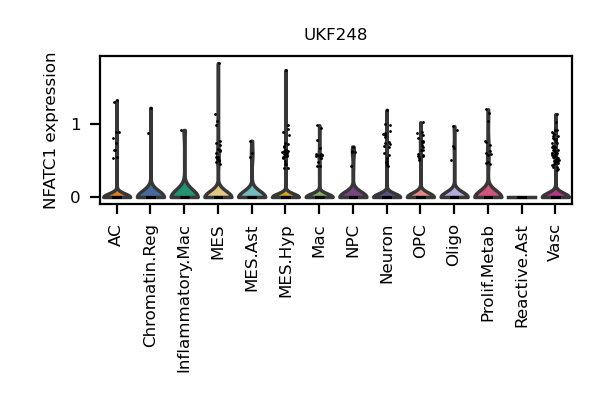 UKF248
NFATC1 expression
1
0
AC
Chromatin.Reg
Inflammatory.Mac
MES
MES.Ast
MES.Hyp
Mac
NPC
Neuron
OPC
Oligo
Prolif.Metab
Reactive.Ast
Vasc